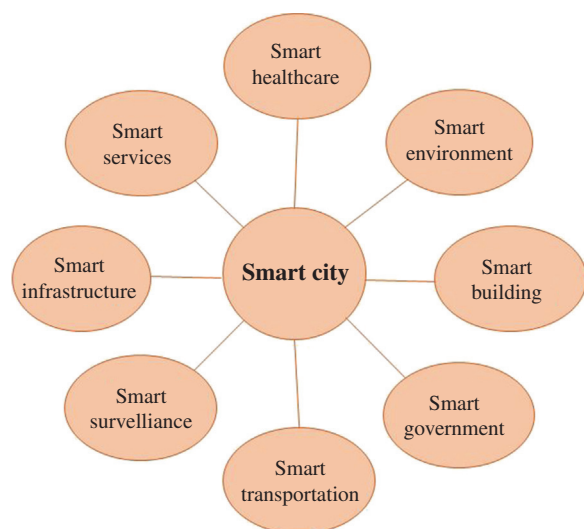 Smart
healthcare
Smart
services
Smart
environment
Smart
infrastructure
Smart city
Smart
building
Smart
survelliance
Smart
government
Smart
transportation